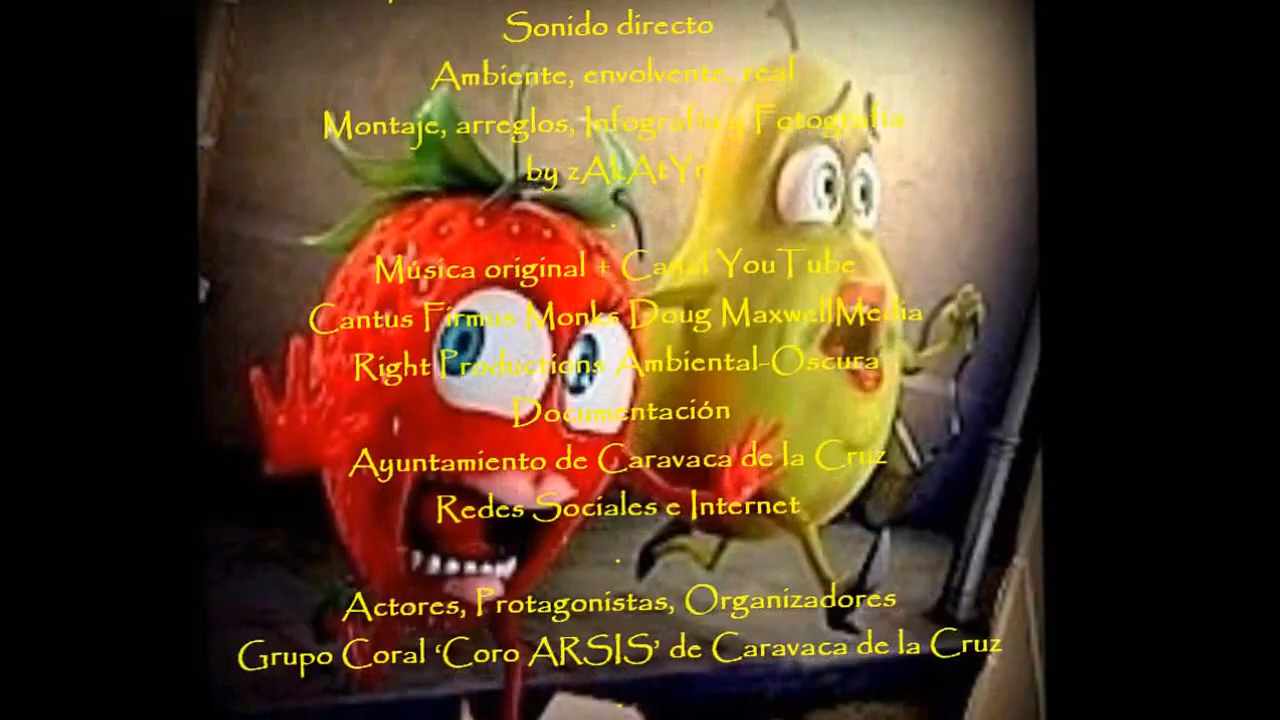 Sonido directo
Ambiente, envolvente, real
Montaje, arreglos, Infografía y Fotografía
by zAkAtYr
.
Música original + Canal YouTube
Cantus Firmus Monks Doug MaxwellMedia
Right Productions Ambiental-Oscura
Documentación
Ayuntamiento de Caravaca de la Cruz
Redes Sociales e Internet
.
Actores, Protagonistas, Organizadores
Grupo Coral ‘Coro ARSIS’ de Caravaca de la Cruz
.